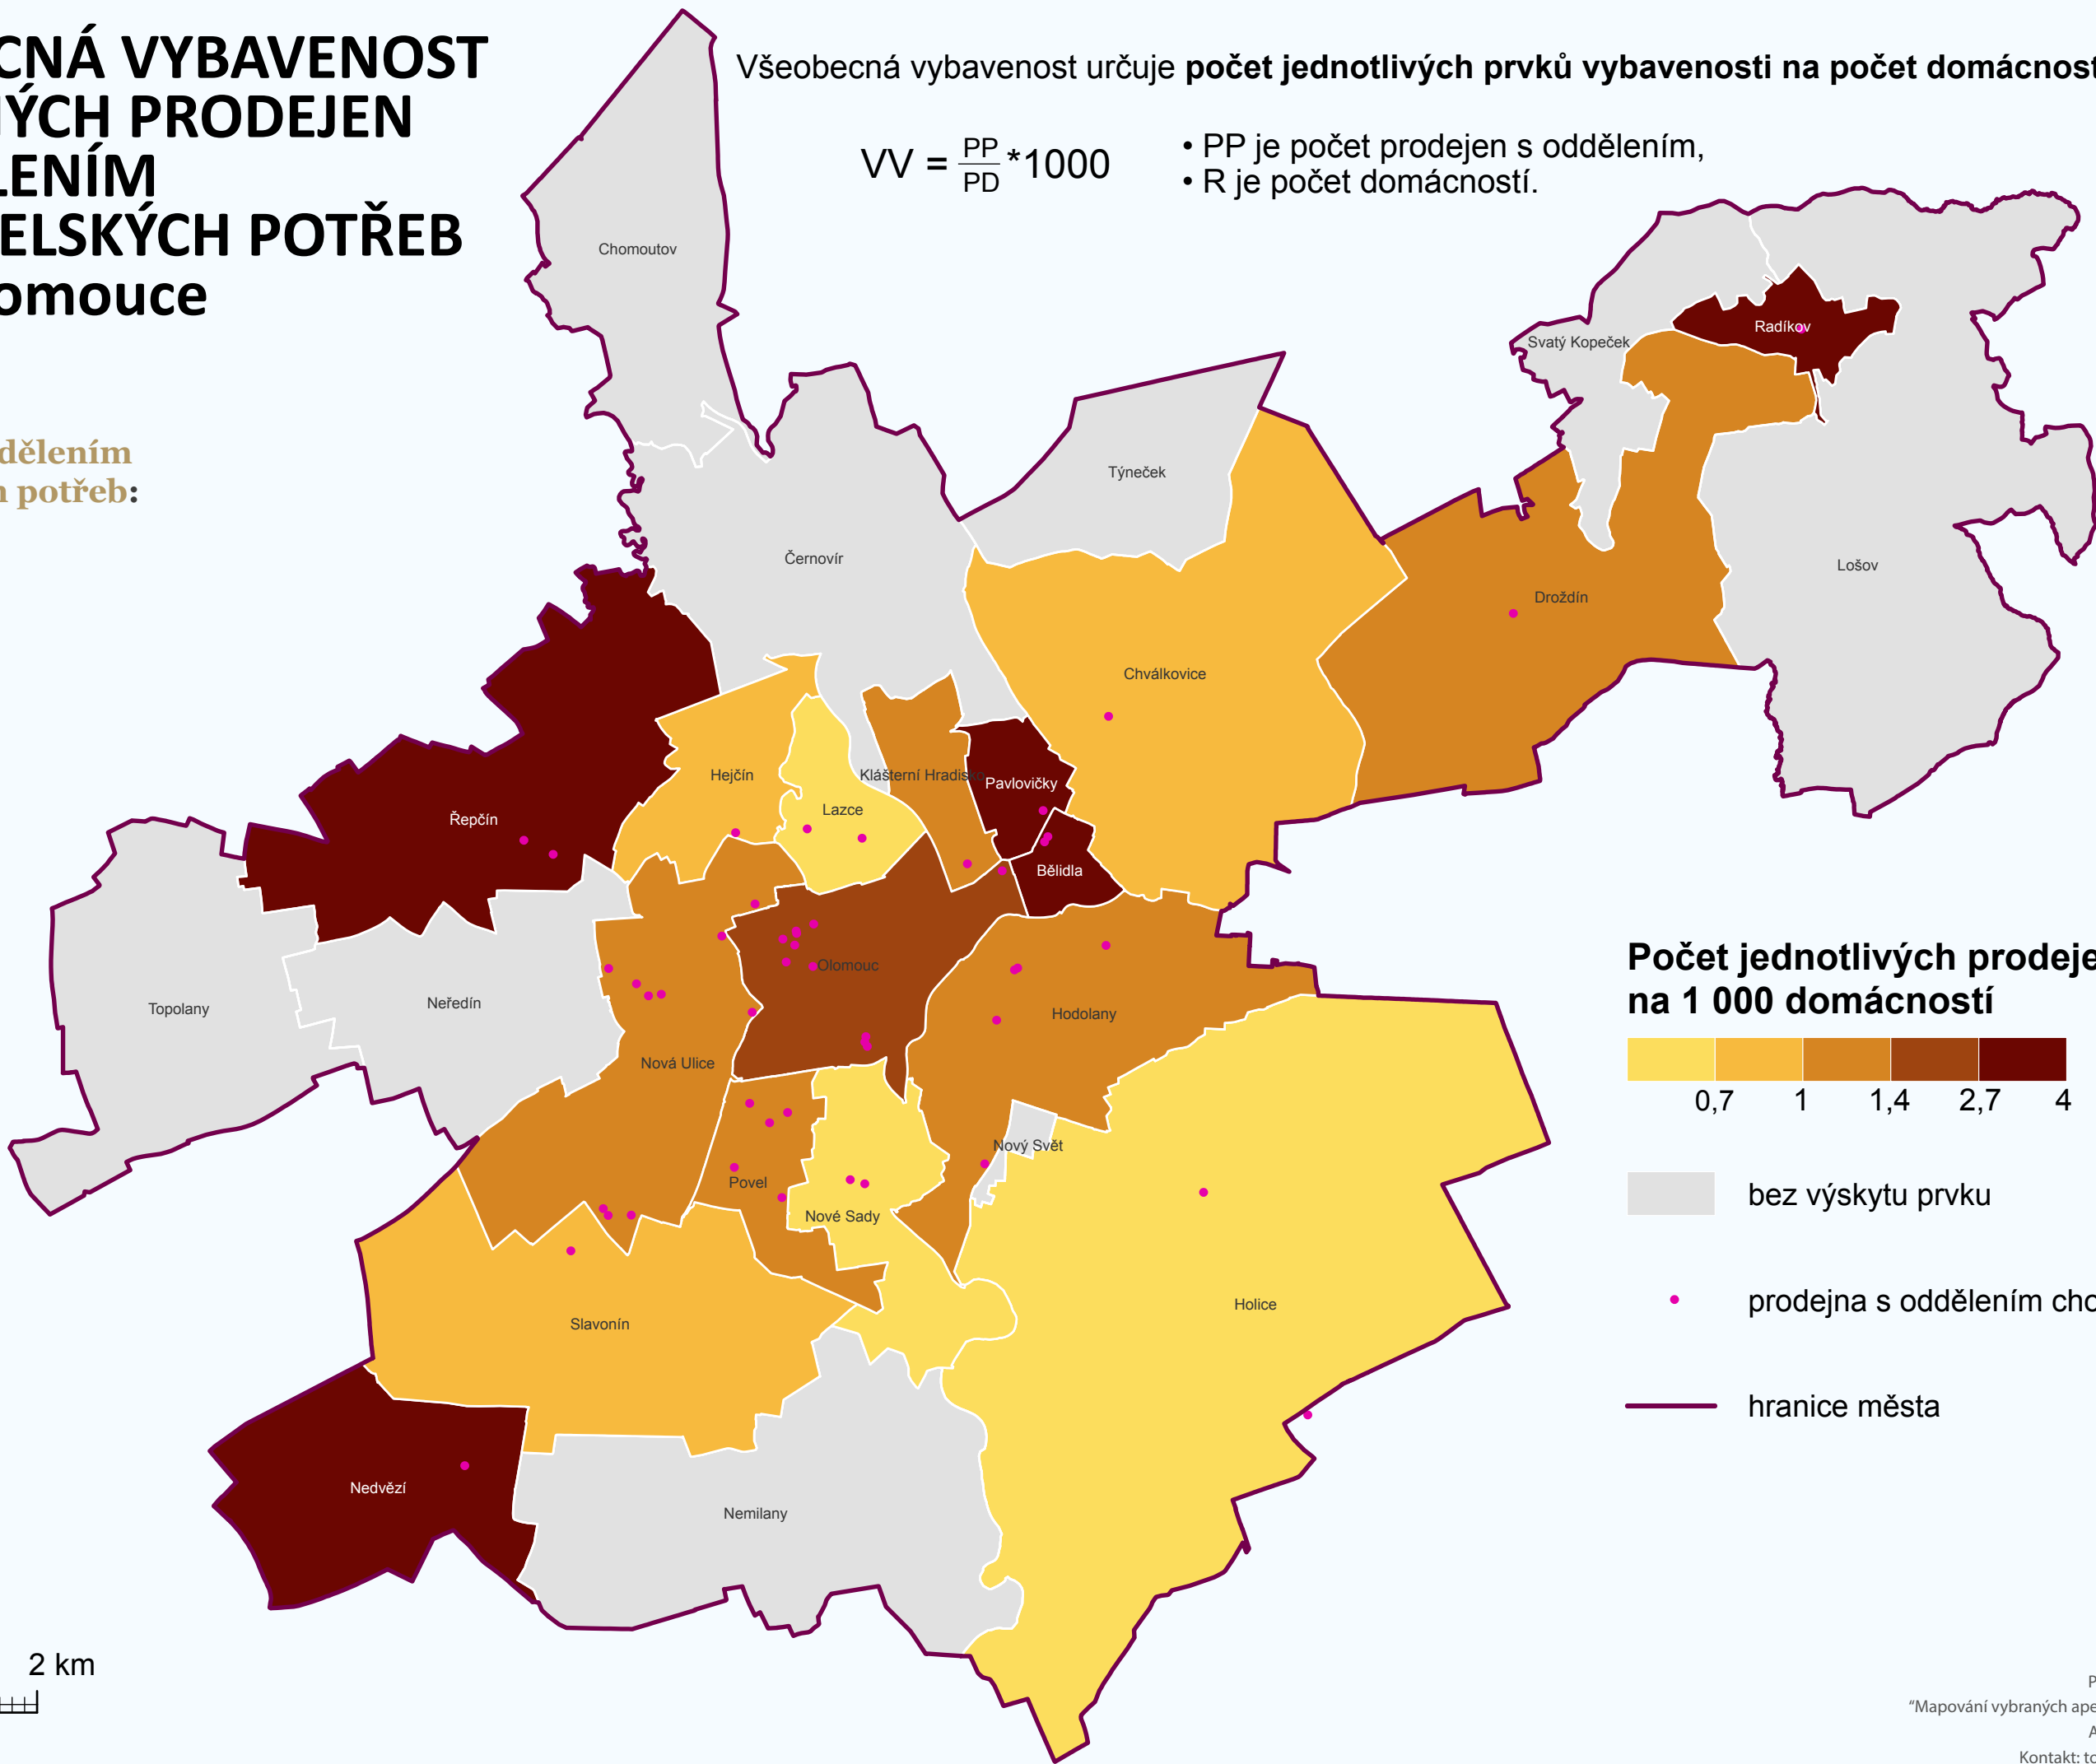 CNÁ VYBAVENOST
ÝCH PRODEJEN
LENÍM
ELSKÝCH POTŘEB
omouce
Všeobecná vybavenost určuje počet jednotlivých prvků vybavenosti na počet domácnost
VV = PP/PD *1000
• PP je počet prodejen s oddělením,
• R je počet domácností.
dělením
potřeb:
Chomoutov
Radíkov
Svatý Kopeček
Týneček
Černovír
Lošov
Droždín
Chválkovice
Hejčín
Klášterní Hradisko
Pavlovičky
Lazce
Řepčín
Bělidla
Olomouc
Neředín
Topolany
Hodolany
Nová Ulice
Nový Svět
Povel
Nové Sady
Holice
Slavonín
Nedvězí
Nemilany
Počet jednotlivých prodeje
na 1 000 domácností
0,7 1 1,4 2,7 4
bez výskytu prvku
prodejna s oddělením cho
hranice města
2 km
P
“Mapování vybraných ape
A
Kontakt: to